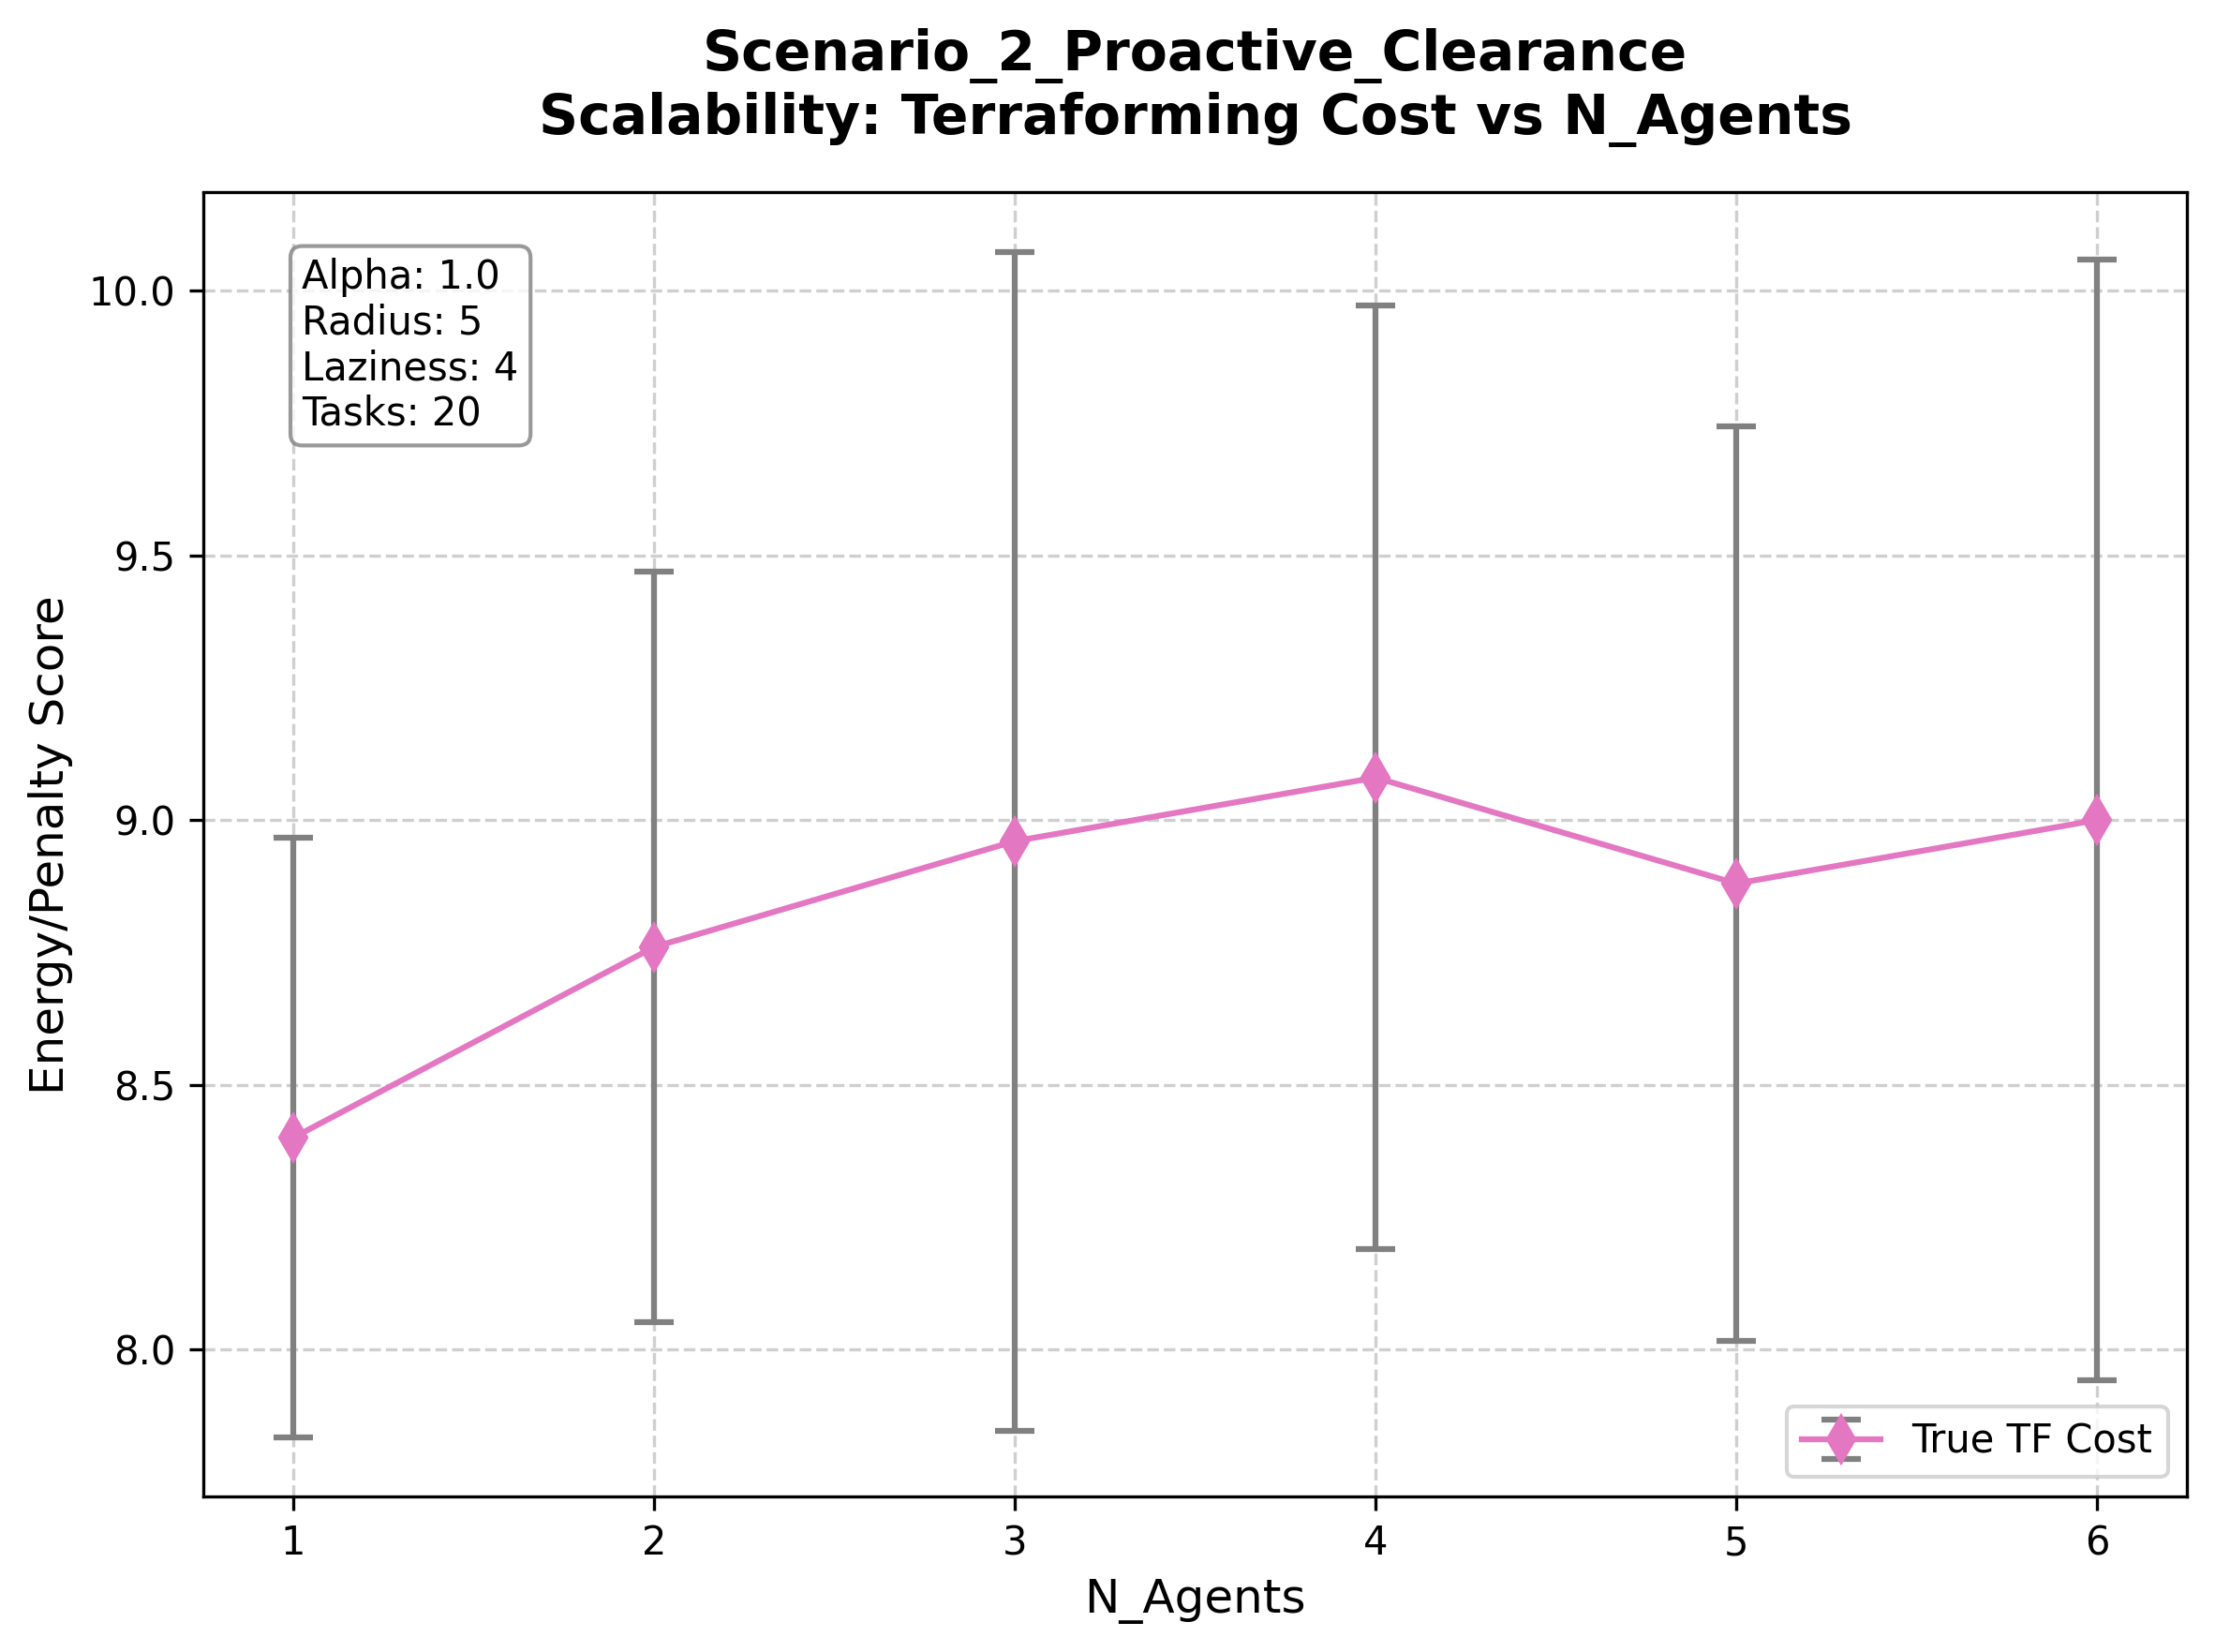 Scenario_2_Proactive_Clearance
Scalability: Terraforming Cost vs N_Agents
Alpha: 1.0
Radius: 5
Laziness: 4
Tasks: 20
Energy/Penalty Score
10.0
9.5
9.0
8.5
8.0
True TF Cost
1 2 3 4 5 6
N_Agents